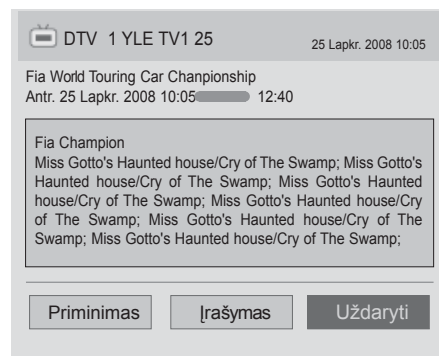 DTV 1 YLE TV1 25
25 Lapkr. 2008 10:05
Fia World Touring Car Chanpionship
Antr. 25 Lapkr. 2008 10:05 12:40
Fia Champion
Miss Gotto's Haunted house/Cry of The Swamp; Miss Gotto's
Haunted house/Cry of The Swamp; Miss Gotto's Haunted
house/Cry of The Swamp; Miss Gotto's Haunted house/Cry
of The Swamp; Miss Gotto's Haunted house/Cry of The
Swamp; Miss Gotto's Haunted house/Cry of The Swamp;
Priminimas Įrašymas Uždaryti